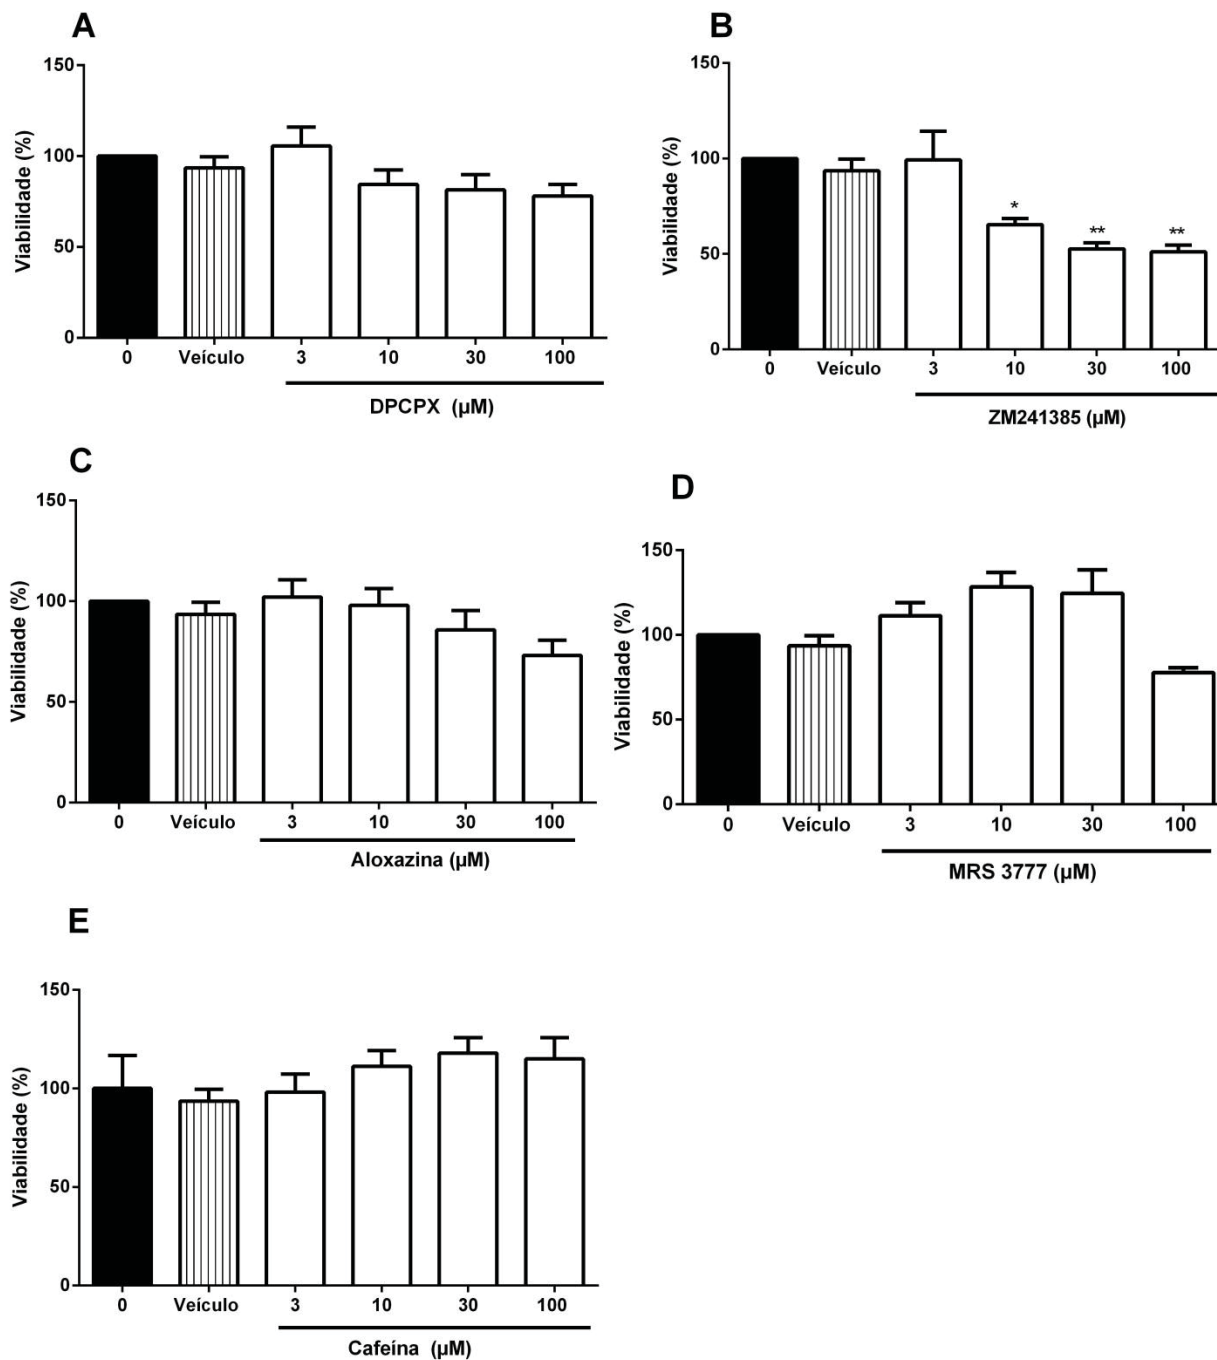 A
Viabilidade (%)
150
100
50
0
0 Veículo 3 10 30 100
DPCPX (µM)
B
Viabilidade (%)
150
100
50
0
* ** **
0 Veículo 3 10 30 100
ZM241385 (µM)
C
Viabilidade (%)
150
100
50
0
0 Veículo 3 10 30 100
Aloxazina (µM)
D
Viabilidade (%)
150
100
50
0
0 Veículo 3 10 30 100
MRS 3777 (µM)
E
Viabilidade (%)
150
100
50
0
0 Veículo 3 10 30 100
Cafeína (µM)